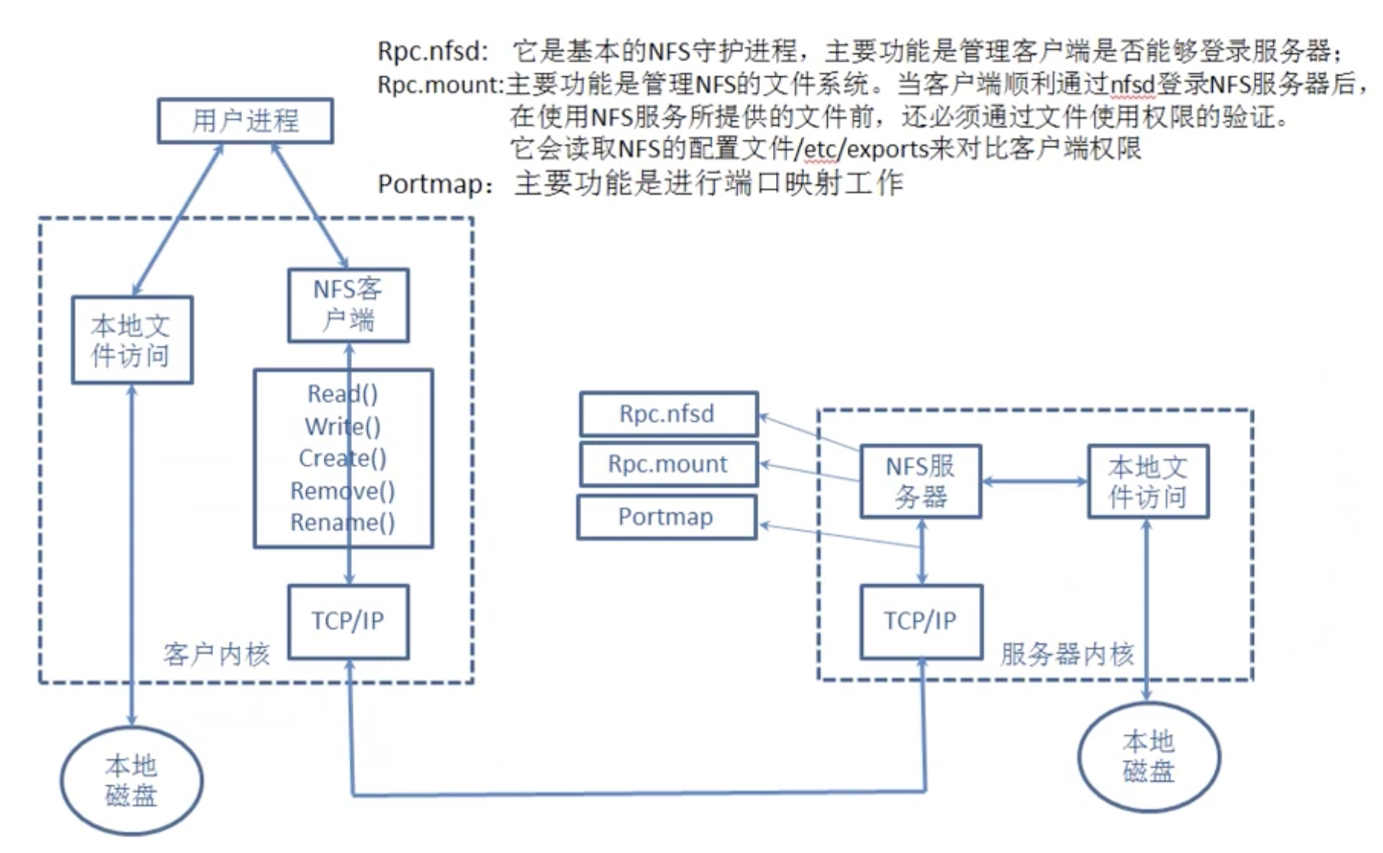 Rpc.nfsd： 它是基本的NFS守护进程，主要功能是管理客户端是否能够登录服务器；
Rpc.mount:主要功能是管理NFS的文件系统。当客户端顺利通过nfsd登录NFS服务器后，
在使用NFS服务所提供的文件前，还必须通过文件使用权限的验证。
它会读取NFS的配置文件/etc/exports来对比客户端权限
Portmap：主要功能是进行端口映射工作
用户进程
NFS客
户端
本地文
件访问
Read()
Write()
Create()
Remove()
Rename()
TCP/IP
客户内核
本地
磁盘
Rpc.nfsd
Rpc.mount
Portmap
NFS服
务器
本地文
件访问
TCP/IP
服务器内核
本地
磁盘